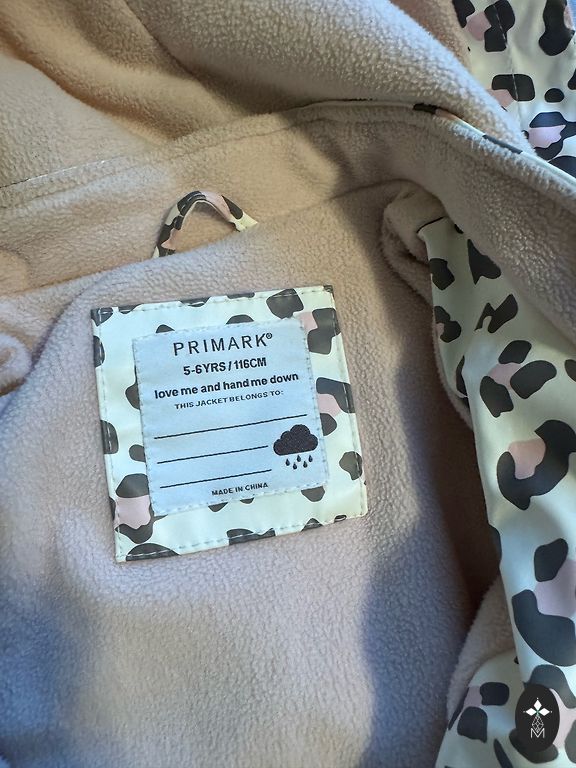 PRIMARK®
5-6YRS / 116CM
love me and hand me down
THIS JACKET BELONGS TO:
MADE IN CHINA